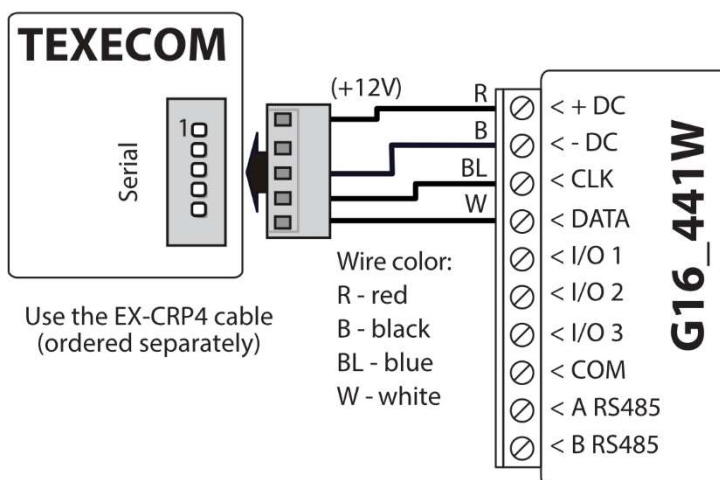 TEXECOM
Serial
1
Use the EX-CRP4 cable
(ordered separately)
(+12V)
R
B
BL
W
Wire color:
R - red
B - black
BL - blue
W - white
< + DC
< - DC
< CLK
< DATA
< I/O 1
< I/O 2
< I/O 3
< COM
< A RS485
< B RS485
G16_441W